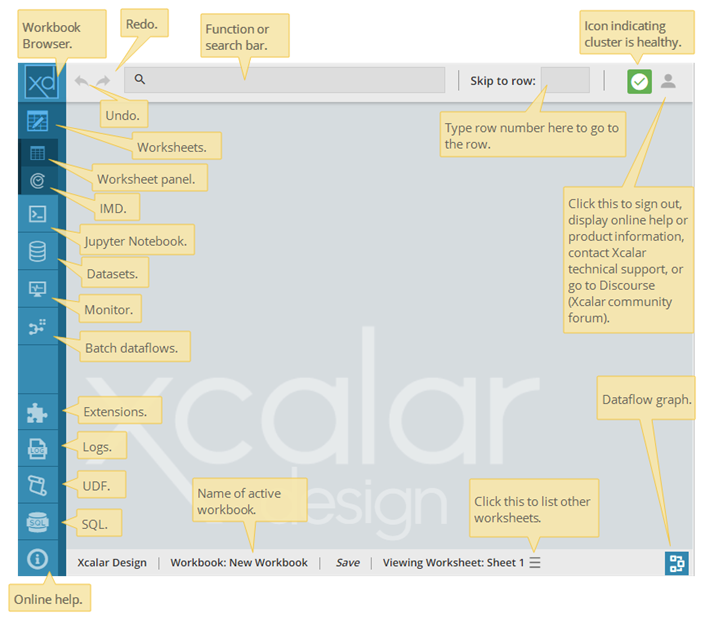 Workbook
Browser.
Redo.
Function or
search bar.
Icon indicating
cluster is healthy.
xd
Skip to row:
Undo.
Type row number here to go to
the row.
Worksheets.
Worksheet panel.
IMD.
Click this to sign out,
display online help or
product information,
contact Xcalar
technical support, or
go to Discourse
(Xcalar community
forum).
Jupyter Notebook.
Datasets.
Monitor.
Batch dataflows.
xcalar
design
Dataflow graph.
Extensions.
LOG
Logs.
UDF.
Name of active
workbook.
Click this to list other
worksheets.
SQL
SQL.
Xcalar Design
Workbook: New Workbook
Save
Viewing Worksheet: Sheet 1
Online help.